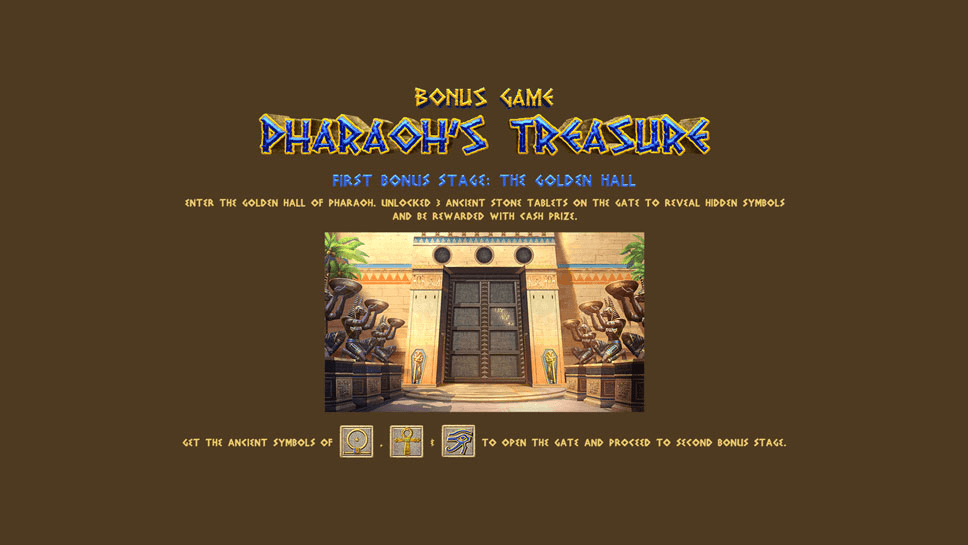 BONUS GAME
PHARAOH'S TREASURE
FIRST BONUS STAGE: THE GOLDEN HALL
ENTER THE GOLDEN HALL OF PHARAOH. UNLOCKED 3 ANCIENT STONE TABLETS ON THE GATE TO REVEAL HIDDEN SYMBOLS
AND BE REWARDED WITH CASH PRIZE.
GET THE ANCIENT SYMBOLS OF , & TO OPEN THE GATE AND PROCEED TO SECOND BONUS STAGE.